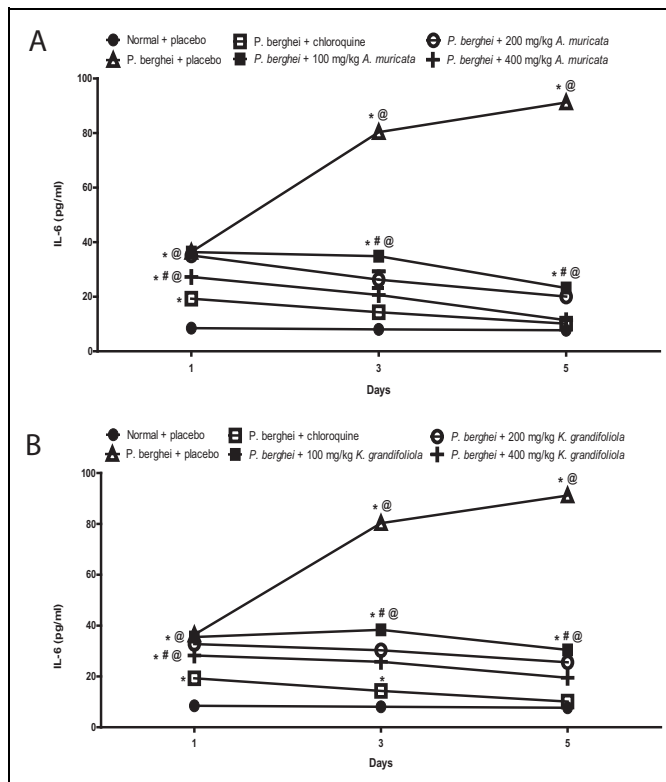 A
Normal + placebo P. berghei + chloroquine P. berghei + 200 mg/kg A. muricata
P. berghei + placebo P. berghei + 100 mg/kg A. muricata P. berghei + 400 mg/kg A. muricata
100
* @
80
* @
60
IL-6 (pg/ml)
40
* @
* # @
* # @
* # @
20
*
0
1 3 5
Days
B
Normal + placebo P. berghei + chloroquine P. berghei + 200 mg/kg K. grandifoliola
P. berghei + placebo P. berghei + 100 mg/kg K. grandifoliola P. berghei + 400 mg/kg K. grandifoliola
100
* @
80
* @
60
IL-6 (pg/ml)
40
* @
* # @
* # @
* # @
20
* *
0
1 3 5
Days